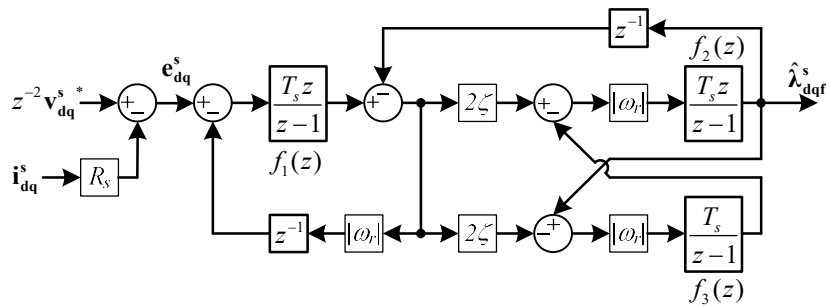 z⁻¹
f₂(z)
e^s_dq
z⁻² v^s_dq *
+ −
+ −
T_s z / z − 1
f₁(z)
+ −
2ζ
+ −
|ω_r|
T_s z / z − 1
λ̂^s_dqf
i^s_dq
R_s
z⁻¹
|ω_r|
2ζ
− +
|ω_r|
T_s / z − 1
f₃(z)